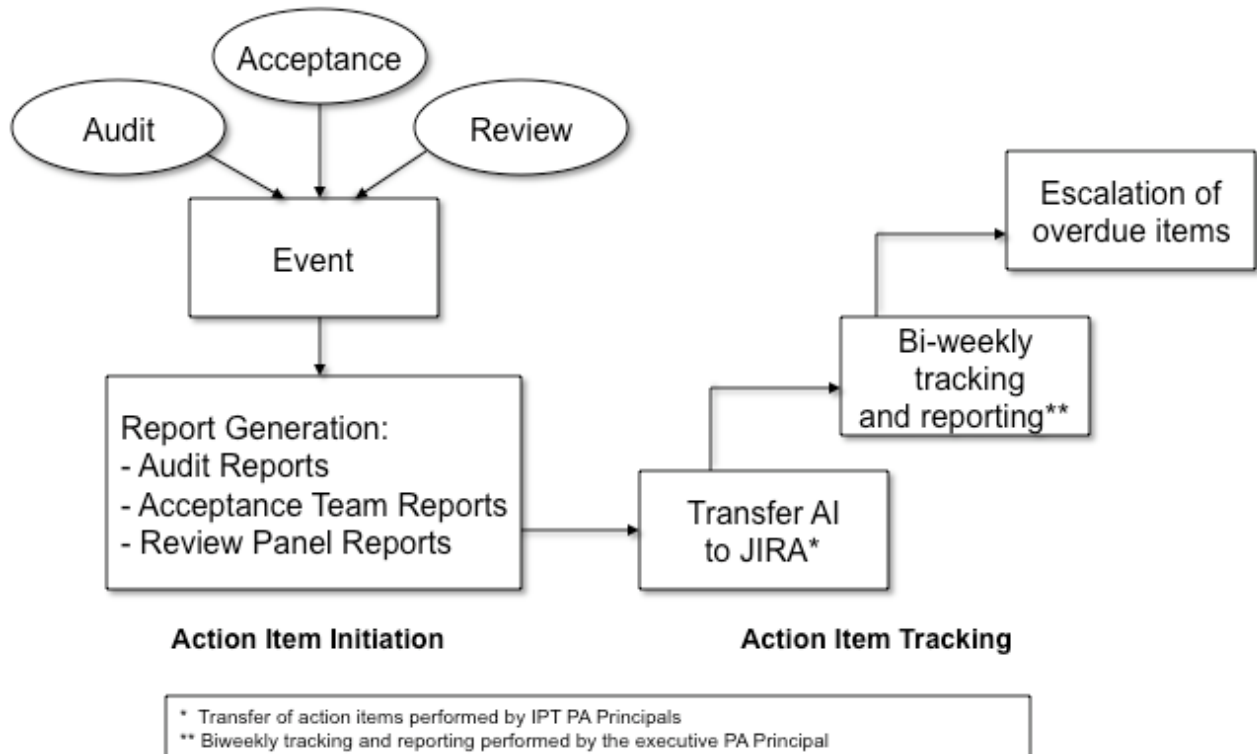 Acceptance
Audit
Review
Event
Report Generation:
- Audit Reports
- Acceptance Team Reports
- Review Panel Reports
Action Item Initiation
Escalation of
overdue items
Bi-weekly
tracking
and reporting**
Transfer AI
to JIRA*
Action Item Tracking
* Transfer of action items performed by IPT PA Principals
** Biweekly tracking and reporting performed by the executive PA Principal